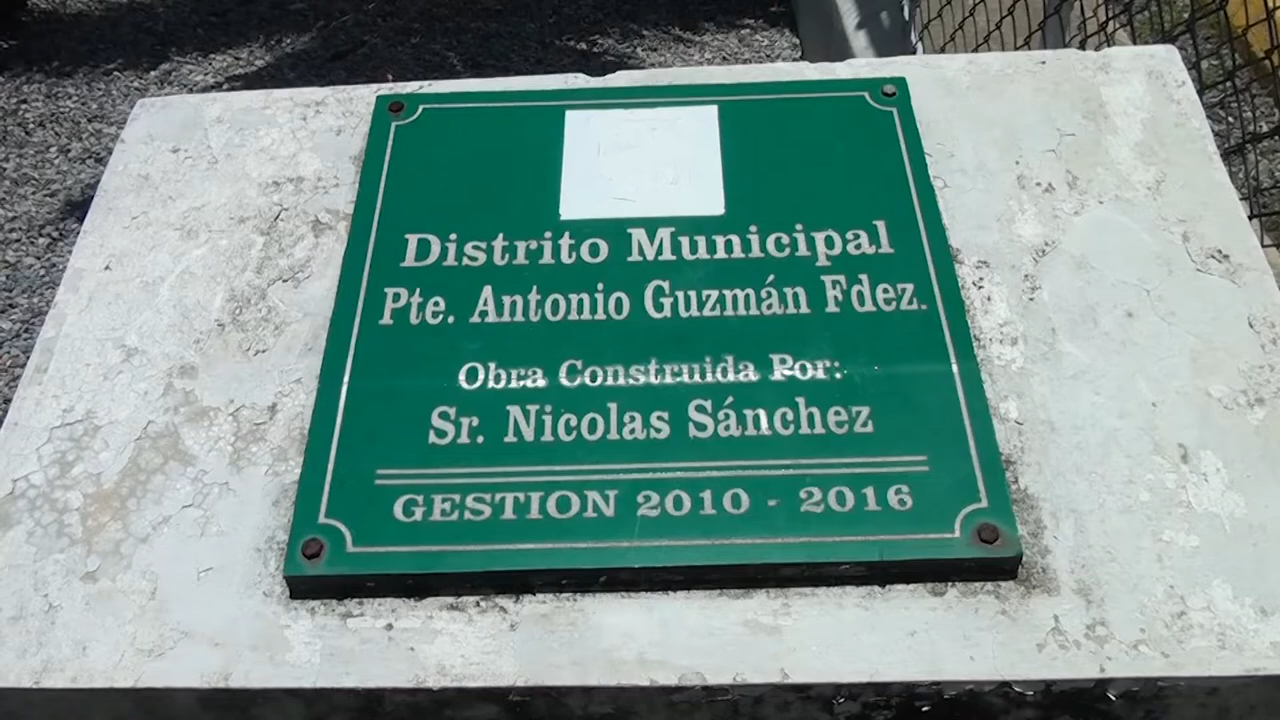 Distrito Municipal
Pte. Antonio Guzmán Fdez.
Obra Construida Por:
Sr. Nicolas Sánchez
GESTION 2010 - 2016